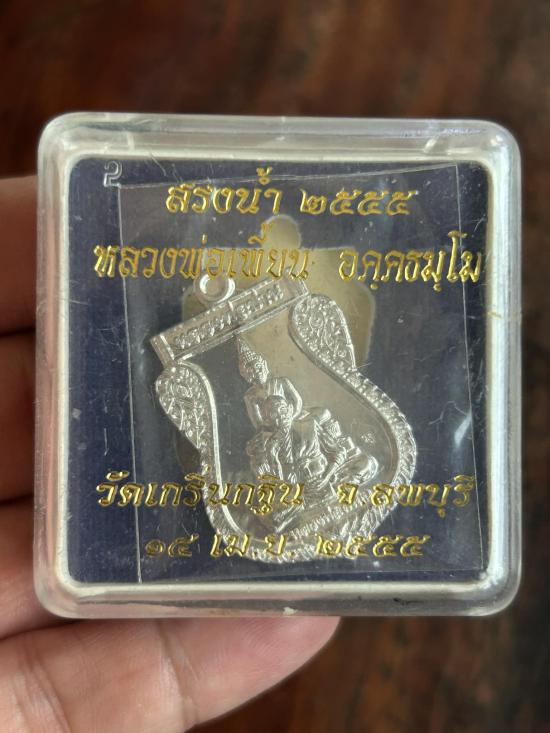 2
สรงน้ำ ๒๕๕๕
หลวงพ่อเพี้ยน อคฺคธมฺโม
วัดเกริ่นกฐิน จ.ลพบุรี
๑๕ เม.ย. ๒๕๕๕